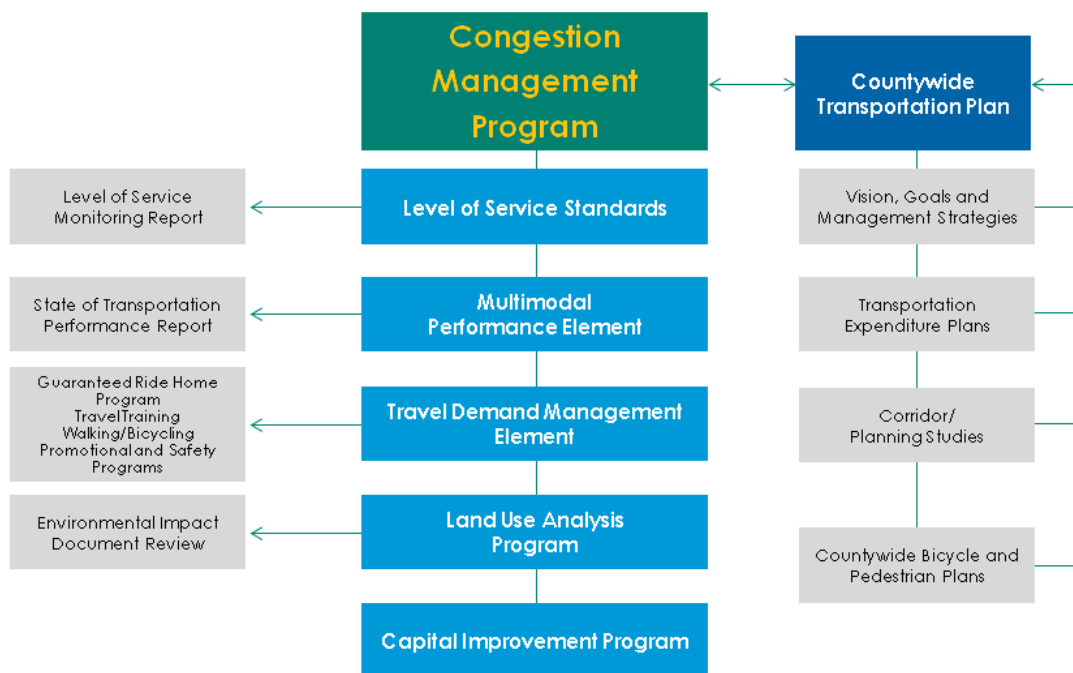 Congestion
Management
Program
Countywide
Transportation Plan
Level of Service
Monitoring Report
Level of Service Standards
Vision, Goals and
Management Strategies
State of Transportation
Performance Report
Multimodal
Performance Element
Transportation
Expenditure Plans
Guaranteed Ride Home
Program
Travel Training
Walking/Bicycling
Promotional and Safety
Programs
Travel Demand Management
Element
Corridor/
Planning Studies
Environmental Impact
Document Review
Land Use Analysis
Program
Countywide Bicycle and
Pedestrian Plans
Capital Improvement Program